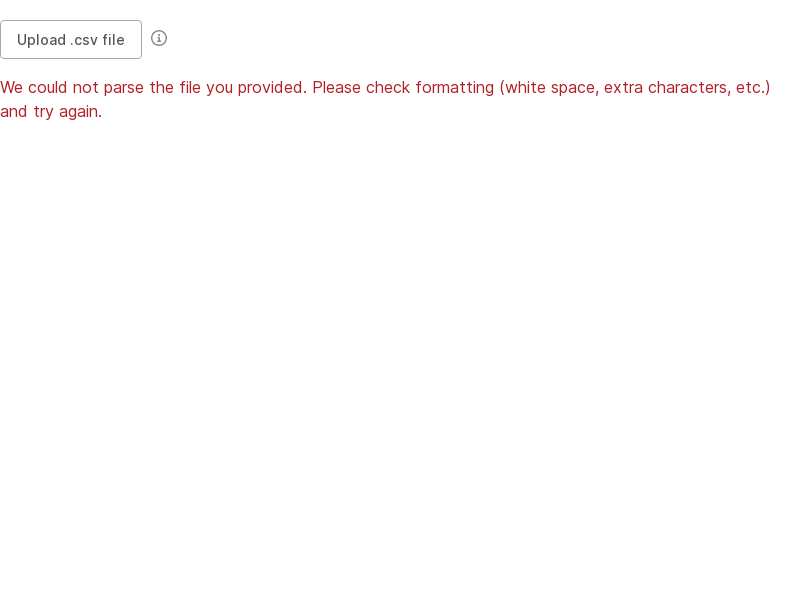 Upload .csv file
We could not parse the file you provided. Please check formatting (white space, extra characters, etc.)
and try again.